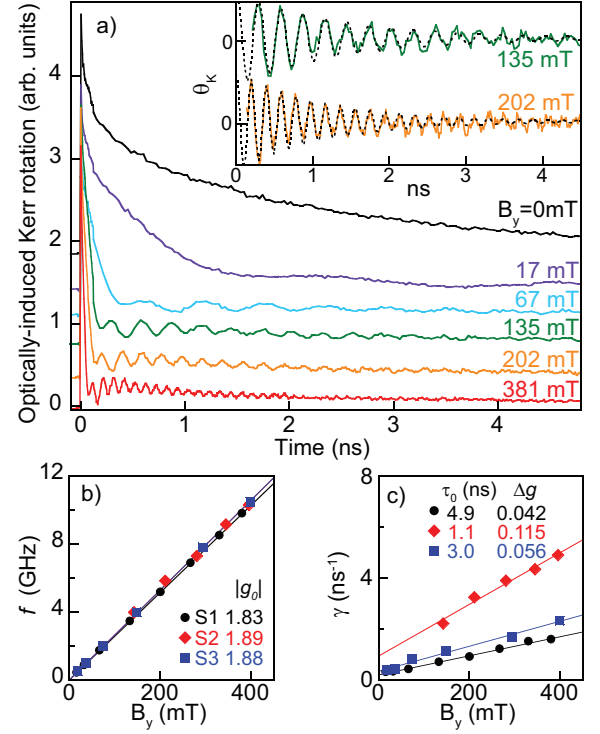 a)
Optically-induced Kerr rotation (arb. units)
4
3
2
1
0
θK
0
0
135 mT
202 mT
0 1 2 3 4
ns
By=0mT
17 mT
67 mT
135 mT
202 mT
381 mT
0 1 2 3 4
Time (ns)
b)
f (GHz)
12
8
4
0
|g0|
S1 1.83
S2 1.89
S3 1.88
0 200 400
By (mT)
c)
γ (ns-1)
8
4
0
τ0 (ns) Δg
4.9 0.042
1.1 0.115
3.0 0.056
0 200 400
By (mT)